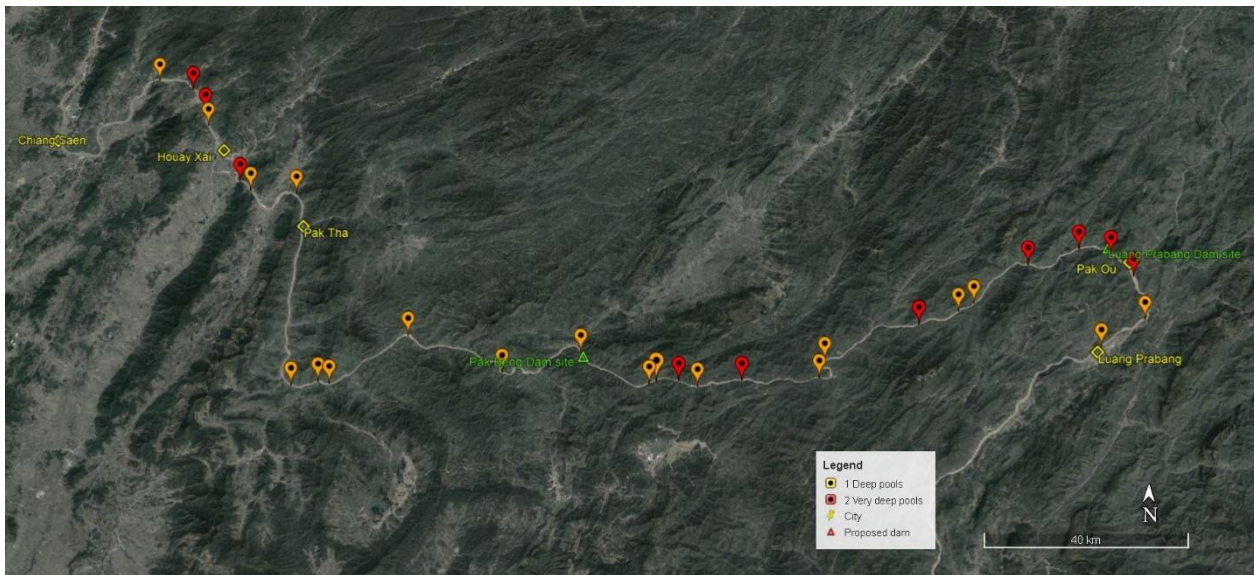 Chiang Saen
Houay Xai
Pak Tha
Luang Prabang Dam site
Pak Ou
Pak Beng Dam site
Luang Prabang
Legend
1 Deep pools
2 Very deep pools
City
Proposed dam
N
40 km